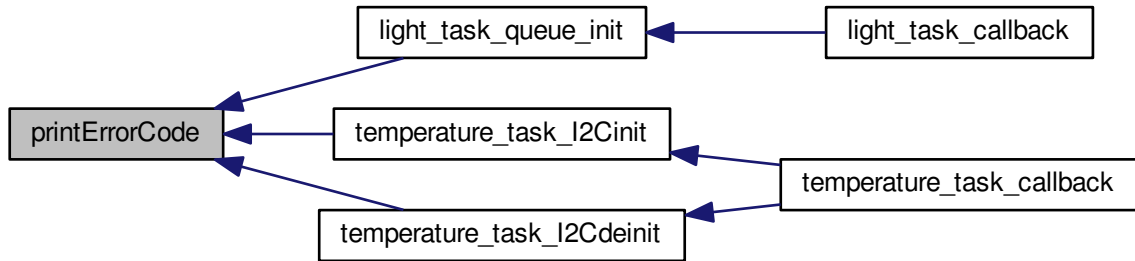 light_task_queue_init
light_task_callback
printErrorCode
temperature_task_I2Cinit
temperature_task_callback
temperature_task_I2Cdeinit